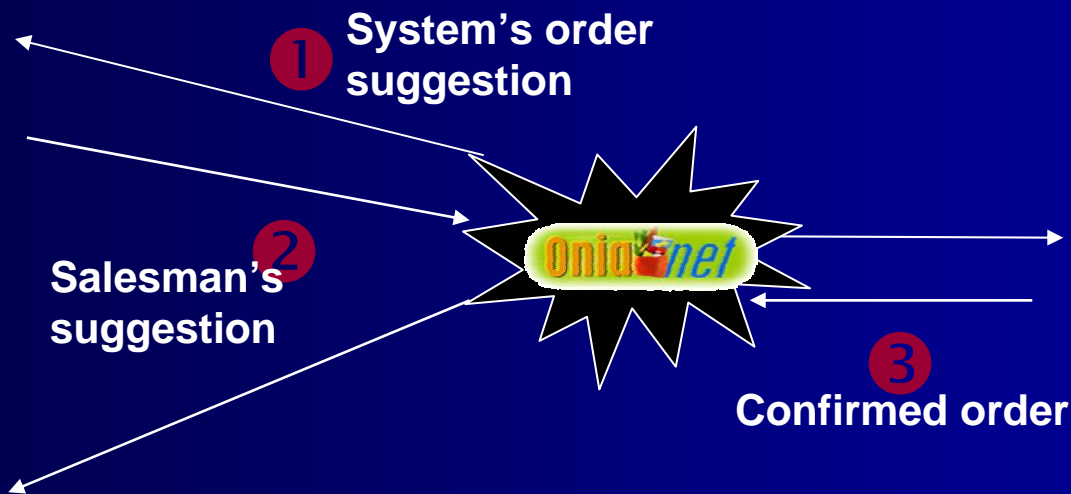 1
System's order
suggestion
2
Salesman's
suggestion
Onia net
3
Confirmed order